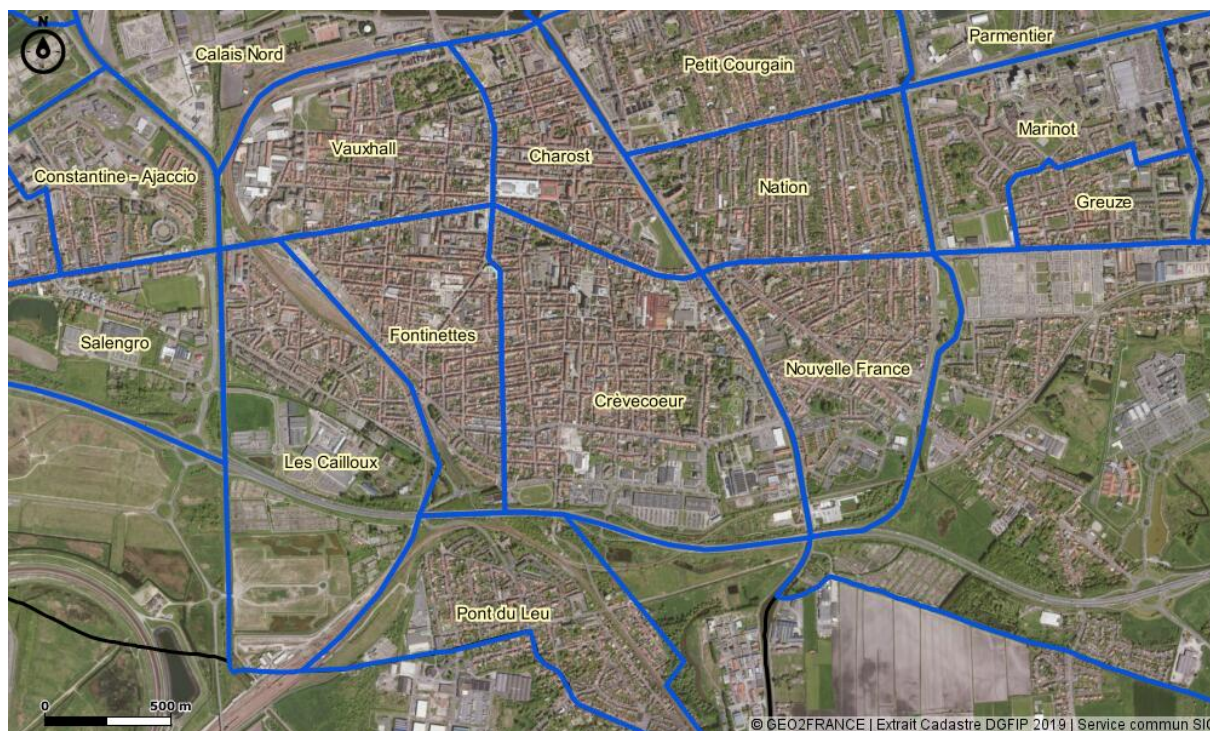 N
Calais Nord
Parmentier
Petit Courgain
Marinot
Vauxhall
Charost
Constantine - Ajaccio
Nation
Greuze
Fontinettes
Salengro
Nouvelle France
Crèvecoeur
Les Cailloux
Pont du Leu
0 500 m
© GEO2FRANCE | Extrait Cadastre DGFIP 2019 | Service commun SIG